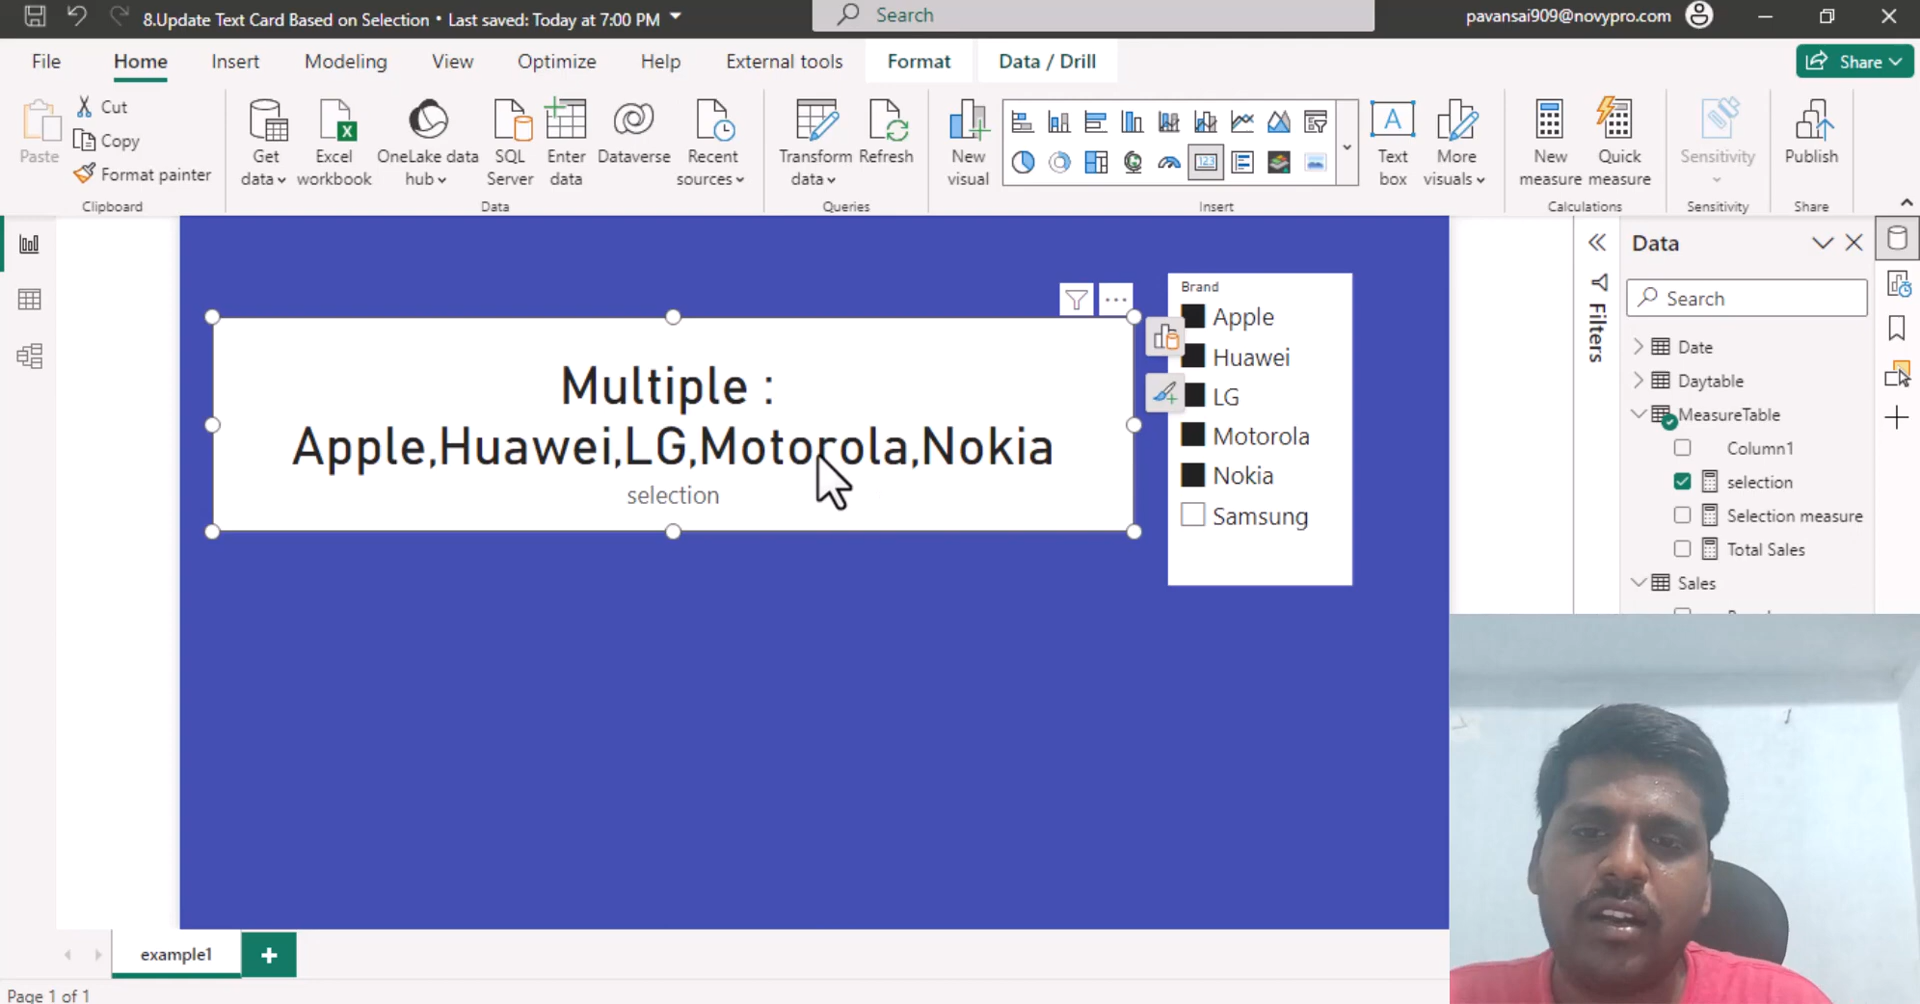 8.Update Text Card Based on Selection • Last saved: Today at 7:00 PM
Search
pavansai909@novypro.com
File
Home
Insert
Modeling
View
Optimize
Help
External tools
Format
Data / Drill
Share
Paste
Cut
Copy
Format painter
Get data
Excel workbook
OneLake data hub
SQL Server
Enter data
Dataverse
Recent sources
Transform data
Refresh
New visual
123
Text box
More visuals
New measure
Quick measure
Sensitivity
Publish
Clipboard
Data
Queries
Insert
Calculations
Sensitivity
Share
Multiple :
Apple,Huawei,LG,Motorola,Nokia
selection
Brand
Apple
Huawei
LG
Motorola
Nokia
Samsung
Filters
Data
Search
Date
Daytable
MeasureTable
Column1
selection
Selection measure
Total Sales
Sales
example1
Page 1 of 1